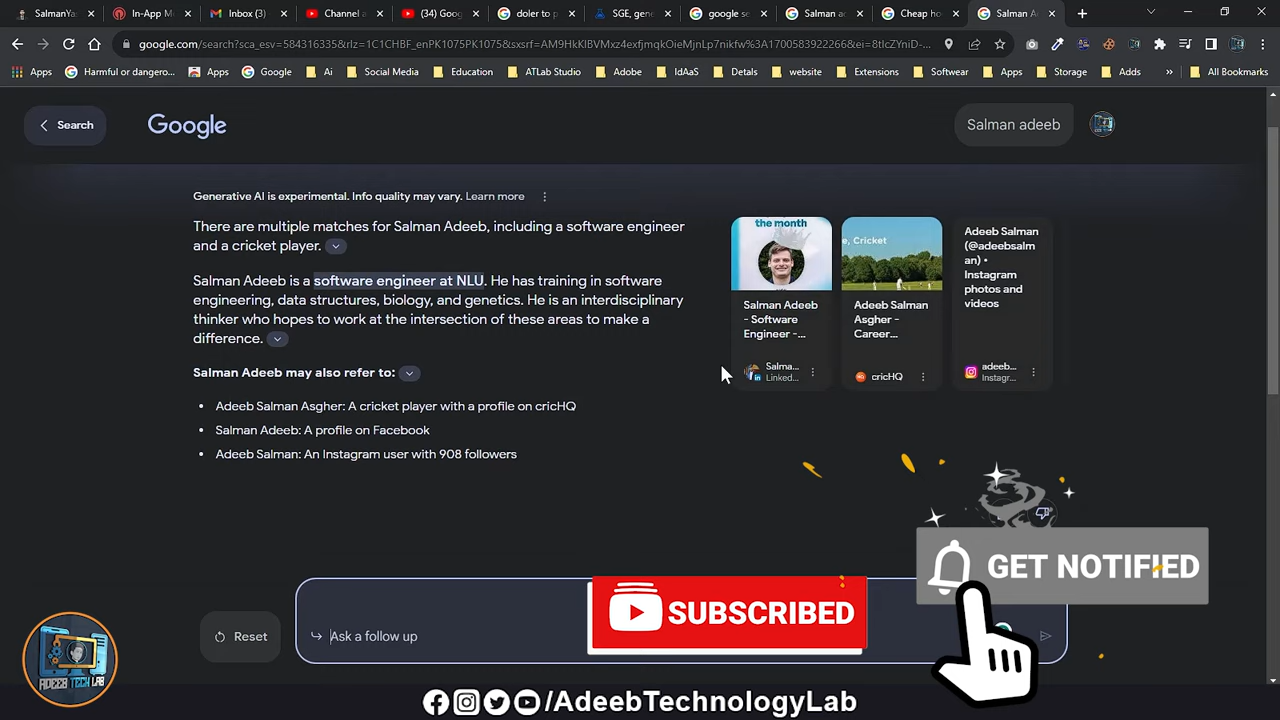 SalmanYa...
In-App M
Inbox (3)
Channel a
(34) Goog
doler to p
SGE, gene
google se
Salman ad
Cheap ho
Salman A
google.com/search?sca_esv=584316335&rlz=1C1CHBF_enPK1075PK1075&sxsrf=AM9HkKlBVMxz4exfjmqkOieMjnLp7nikfw%3A1700583922266&ei=8tlcZYniD-...
Apps
Harmful or dangero...
Apps
Google
Ai
Social Media
Education
ATLab Studio
Adobe
IdAaS
Detals
website
Extensions
Softwear
Apps
Storage
Adds
»
All Bookmarks
Search
Google
Salman adeeb
Generative AI is experimental. Info quality may vary. Learn more
There are multiple matches for Salman Adeeb, including a software engineer
and a cricket player.
Salman Adeeb is a software engineer at NLU. He has training in software
engineering, data structures, biology, and genetics. He is an interdisciplinary
thinker who hopes to work at the intersection of these areas to make a
difference.
Salman Adeeb may also refer to:
• Adeeb Salman Asgher: A cricket player with a profile on cricHQ
• Salman Adeeb: A profile on Facebook
• Adeeb Salman: An Instagram user with 908 followers
the month
Salman Adeeb
- Software
Engineer -...
Salma...
Linked...
e, Cricket
Adeeb Salman
Asgher -
Career...
cricHQ
Adeeb Salman
(@adeebsalm
an) •
Instagram
photos and
videos
adeeb...
Instagr...
GET NOTIFIED
SUBSCRIBED
Reset
Ask a follow up
ADEEB TECH LAB
/AdeebTechnologyLab